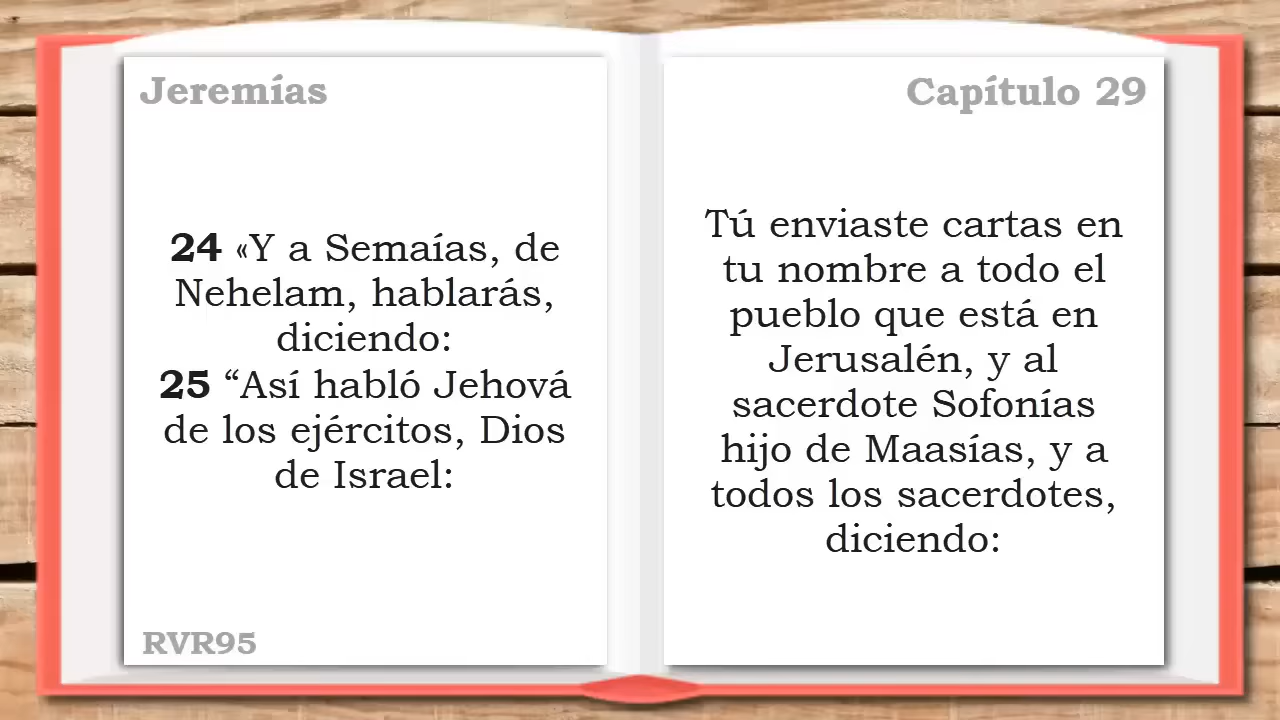 Jeremías
24 «Y a Semaías, de
Nehelam, hablarás,
diciendo:
25 “Así habló Jehová
de los ejércitos, Dios
de Israel:
RVR95
Capítulo 29
Tú enviaste cartas en
tu nombre a todo el
pueblo que está en
Jerusalén, y al
sacerdote Sofonías
hijo de Maasías, y a
todos los sacerdotes,
diciendo: